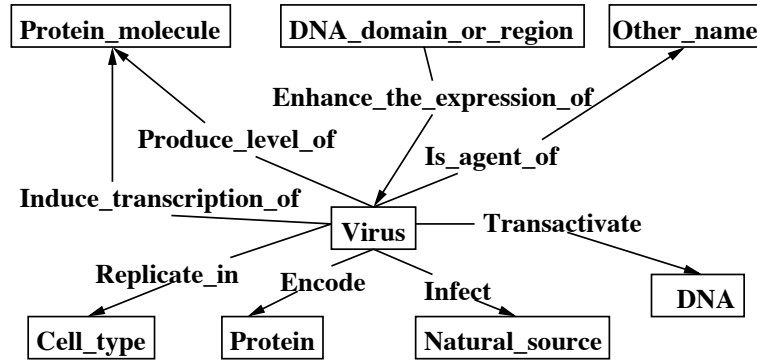 Protein_molecule DNA_domain_or_region Other_name
Enhance_the_expression_of
Produce_level_of
Is_agent_of
Induce_transcription_of
Virus
Transactivate
Replicate_in
Encode
Infect
DNA
Cell_type Protein Natural_source